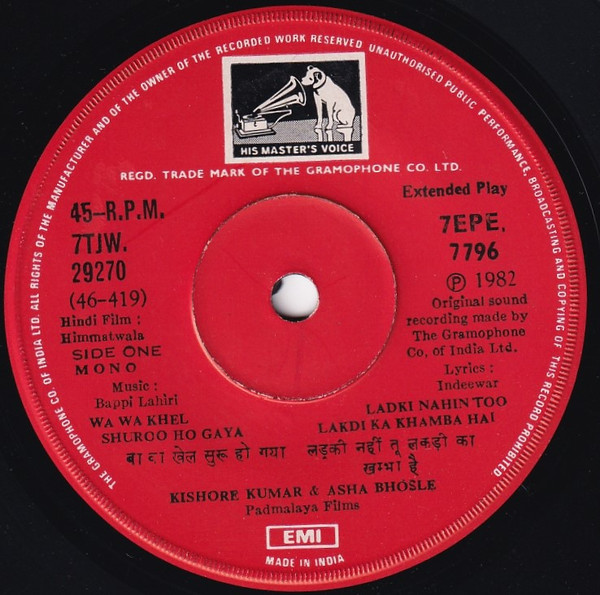 THE GRAMOPHONE CO. OF INDIA LTD. ALL RIGHTS OF THE MANUFACTURER AND OF THE OWNER OF THE RECORDED WORK RESERVED UNAUTHORISED PUBLIC PERFORMANCE, BROADCASTING AND COPYING OF THIS RECORD PROHIBITED
HIS MASTER'S VOICE
REGD. TRADE MARK OF THE GRAMOPHONE CO. LTD.
45-R.P.M.
7TJW.
29270
(46-419)
Hindi Film :
Himmatwala
SIDE ONE
MONO
Music :
Bappi Lahiri
Extended Play
7EPE.
7796
Ⓟ 1982
Original sound
recording made by
The Gramophone
Co, of India Ltd.
Lyrics :
Indeewar
WA WA KHEL
SHUROO HO GAYA
LADKI NAHIN TOO
LAKDI KA KHAMBA HAI
वा वा खेल सुरू हो गया लड़की नहीं तू लकड़ी का
खम्भा है
KISHORE KUMAR & ASHA BHOSLE
Padmalaya Films
EMI
MADE IN INDIA